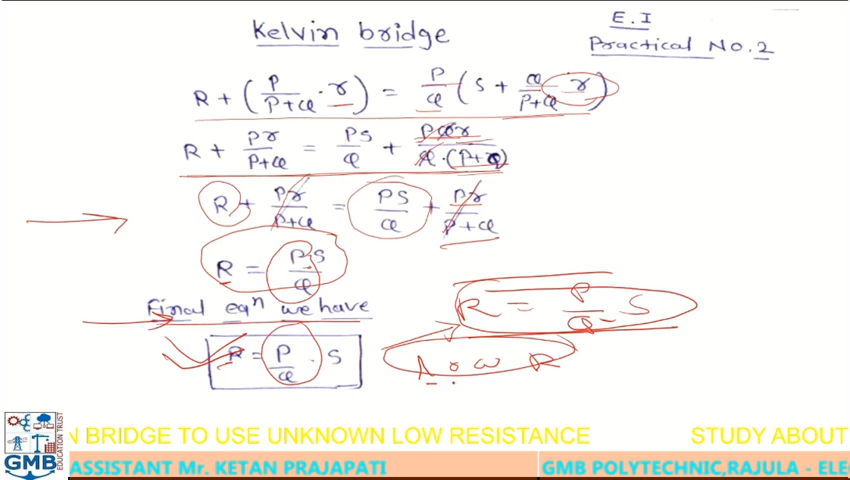 Kelvin bridge
E.I
Practical No.2
R + (P/P+Q · r) = P/Q (S + Q/P+Q r)
R + Pr/P+Q = PS/Q + PQr/Q·(P+Q)
R + Pr/P+Q = PS/Q + Pr/P+Q
R = PS/Q
Final eqn we have
R = P/Q S
R = P/Q · S
Low R
N BRIDGE TO USE UNKNOWN LOW RESISTANCE STUDY ABOUT
GMB
EDUCATION TRUST
ASSISTANT Mr. KETAN PRAJAPATI GMB POLYTECHNIC,RAJULA - ELE